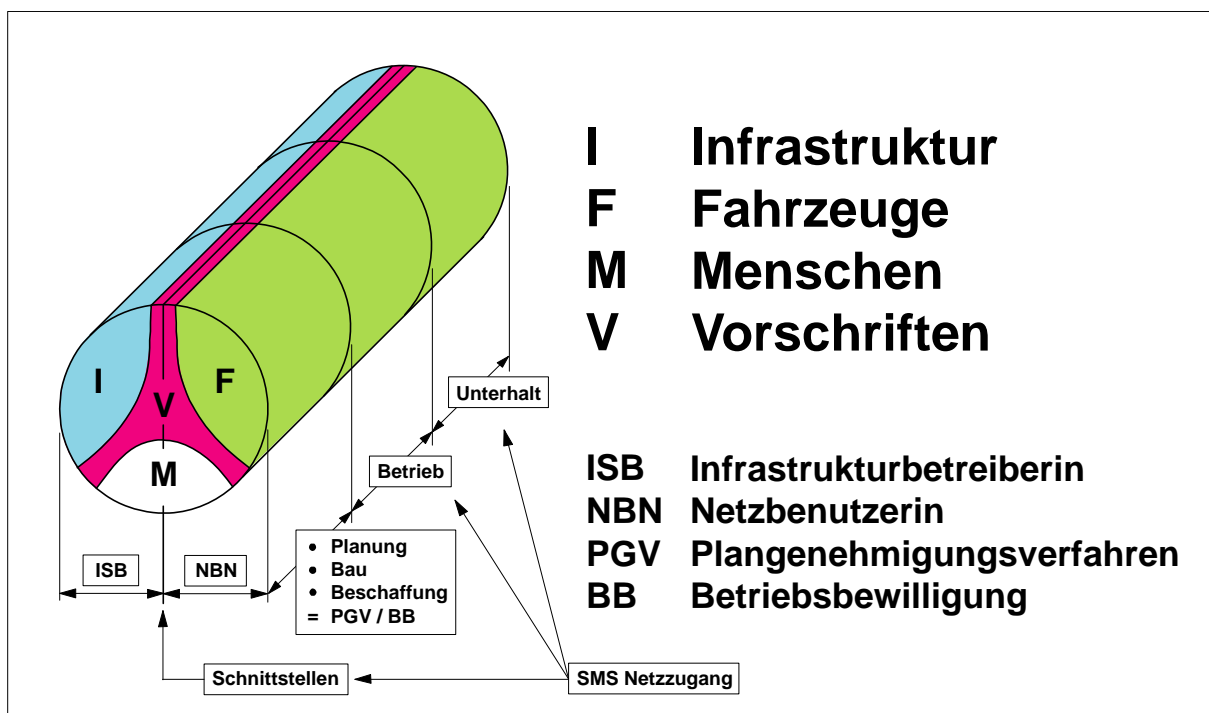 I Infrastruktur
F Fahrzeuge
M Menschen
V Vorschriften
I
F
V
M
Unterhalt
Betrieb
• Planung
• Bau
• Beschaffung
= PGV / BB
ISB
NBN
Schnittstellen
SMS Netzzugang
ISB Infrastrukturbetreiberin
NBN Netzbenutzerin
PGV Plangenehmigungsverfahren
BB Betriebsbewilligung